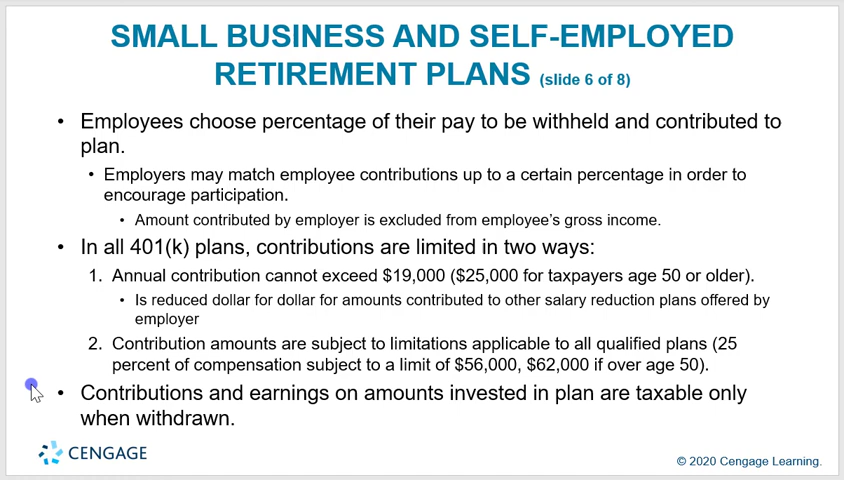 SMALL BUSINESS AND SELF-EMPLOYED
RETIREMENT PLANS (slide 6 of 8)
• Employees choose percentage of their pay to be withheld and contributed to
plan.
• Employers may match employee contributions up to a certain percentage in order to
encourage participation.
• Amount contributed by employer is excluded from employee's gross income.
• In all 401(k) plans, contributions are limited in two ways:
1. Annual contribution cannot exceed $19,000 ($25,000 for taxpayers age 50 or older).
• Is reduced dollar for dollar for amounts contributed to other salary reduction plans offered by
employer
2. Contribution amounts are subject to limitations applicable to all qualified plans (25
percent of compensation subject to a limit of $56,000, $62,000 if over age 50).
• Contributions and earnings on amounts invested in plan are taxable only
when withdrawn.
CENGAGE
© 2020 Cengage Learning.